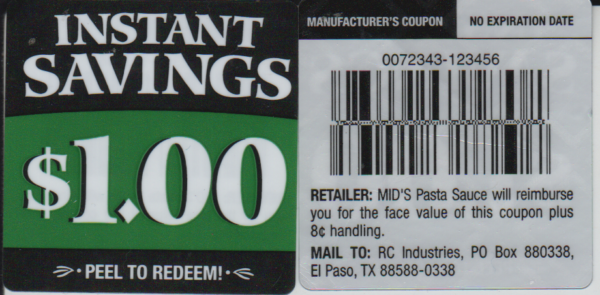 INSTANT
SAVINGS
$1.00
PEEL TO REDEEM!
MANUFACTURER'S COUPON NO EXPIRATION DATE
0072343-123456
RETAILER: MID'S Pasta Sauce will reimburse
you for the face value of this coupon plus
8¢ handling.
MAIL TO: RC Industries, PO Box 880338,
El Paso, TX 88588-0338